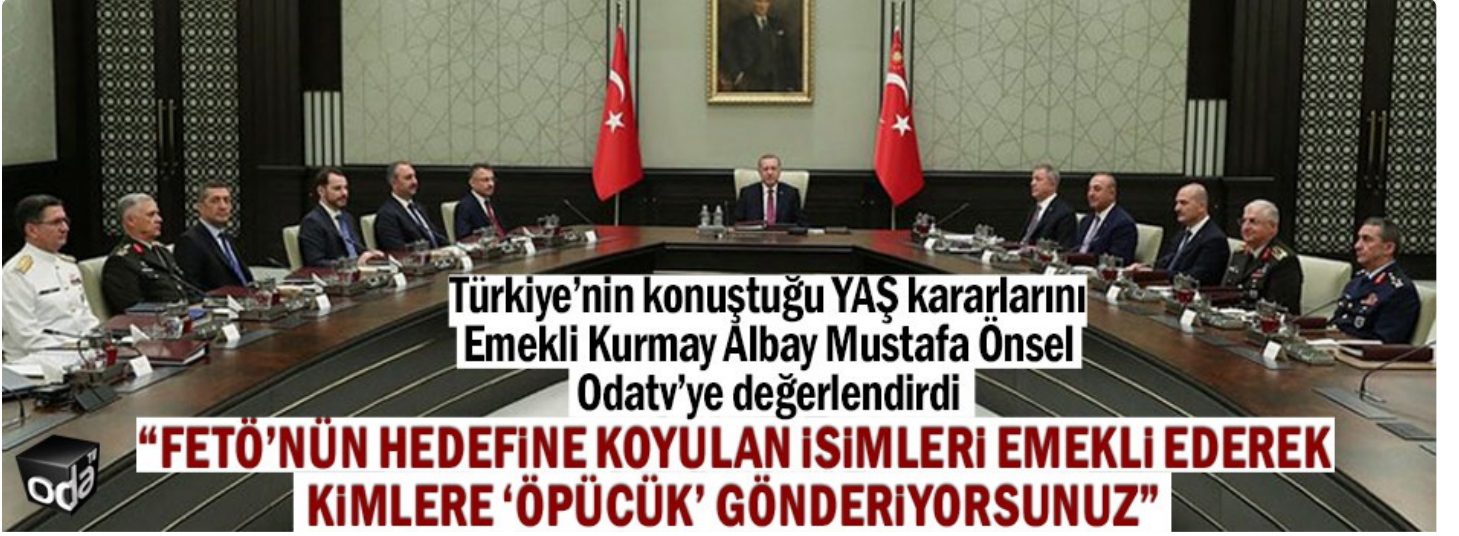 Türkiye’nin konuştuğu YAŞ kararlarını
Emekli Kurmay Albay Mustafa Önsel
Odatv’ye değerlendirdi
“FETÖ’NÜN HEDEFİNE KOYULAN İSİMLERİ EMEKLİ EDEREK
KİMLERE ‘ÖPÜCÜK’ GÖNDERİYORSUNUZ”
oda TV